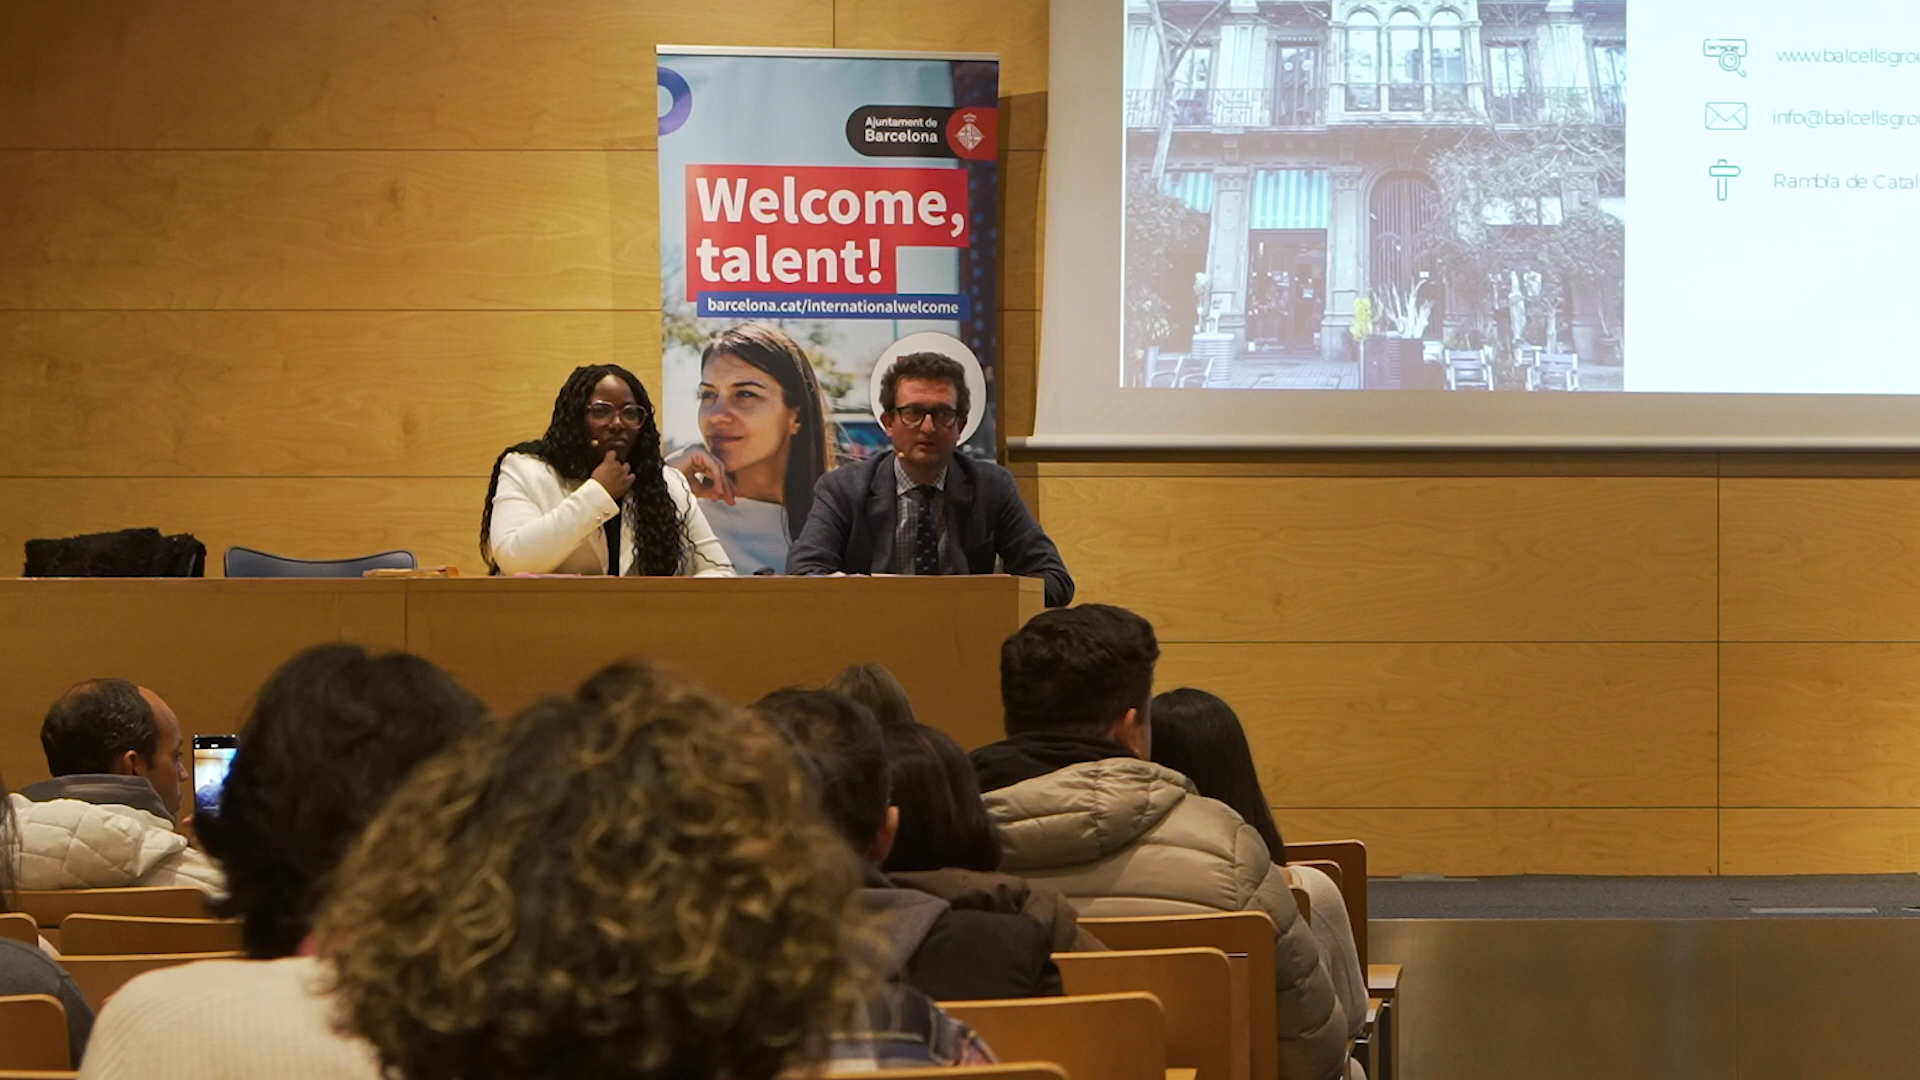 Ajuntament de
Barcelona
Welcome,
talent!
barcelona.cat/internationalwelcome
www.balcellsgro
info@balcellsgro
Rambla de Catal